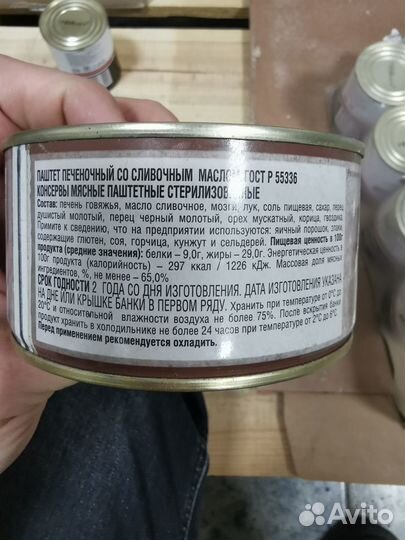 ПАШТЕТ ПЕЧЕНОЧНЫЙ СО СЛИВОЧНЫМ МАСЛОМ ГОСТ Р 55336
КОНСЕРВЫ МЯСНЫЕ ПАШТЕТНЫЕ СТЕРИЛИЗОВАННЫЕ
Состав: печень говяжья, масло сливочное, мозги, лук, соль пищевая, сахар, перец
душистый молотый, перец черный молотый, орех мускатный, корица, гвоздика.
Примите к сведению, что на предприятии используются: яичный порошок, злаки,
содержащие глютен, соя, горчица, кунжут и сельдерей. Пищевая ценность в 100г
продукта (средние значения): белки – 9,0г, жиры – 29,0г. Энергетическая ценность
100г продукта (калорийность) – 297 ккал / 1226 кДж. Массовая доля мясных
ингредиентов, %, не менее – 65,0%
СРОК ГОДНОСТИ 2 ГОДА СО ДНЯ ИЗГОТОВЛЕНИЯ. ДАТА ИЗГОТОВЛЕНИЯ УКАЗАНА
НА ДНЕ ИЛИ КРЫШКЕ БАНКИ В ПЕРВОМ РЯДУ. Хранить при температуре от 0°С до
20°С и относительной влажности воздуха не более 75%. После вскрытия банки
продукт хранить в холодильнике не более 24 часов при температуре от 2°С до 6°С
Перед применением рекомендуется охладить.
Avito